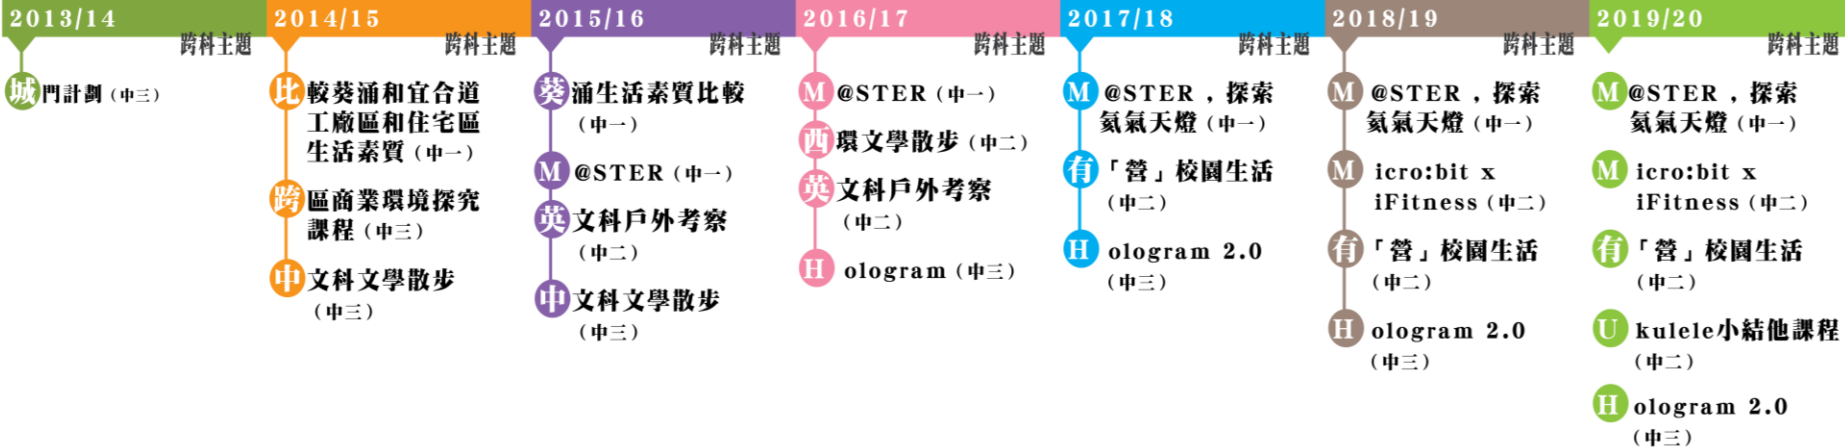 2013/14
跨科主題
城門計劃(中三)
2014/15
跨科主題
比較葵涌和宜合道
工廠區和住宅區
生活素質(中一)
跨區商業環境探究
課程(中三)
中文科文學散步
(中三)
2015/16
跨科主題
葵涌生活素質比較
(中一)
M@STER(中一)
英文科戶外考察
(中二)
中文科文學散步
(中三)
2016/17
跨科主題
M@STER(中一)
西環文學散步(中二)
英文科戶外考察
(中二)
Hologram(中三)
2017/18
跨科主題
M@STER,探索
氦氣天燈(中一)
有「營」校園生活
(中二)
Hologram 2.0
(中三)
2018/19
跨科主題
M@STER,探索
氦氣天燈(中一)
Micro:bit x
iFitness(中二)
有「營」校園生活
(中二)
Hologram 2.0
(中三)
2019/20
跨科主題
M@STER,探索
氦氣天燈(中一)
Micro:bit x
iFitness(中二)
有「營」校園生活
(中二)
Ukulele小結他課程
(中二)
Hologram 2.0
(中三)